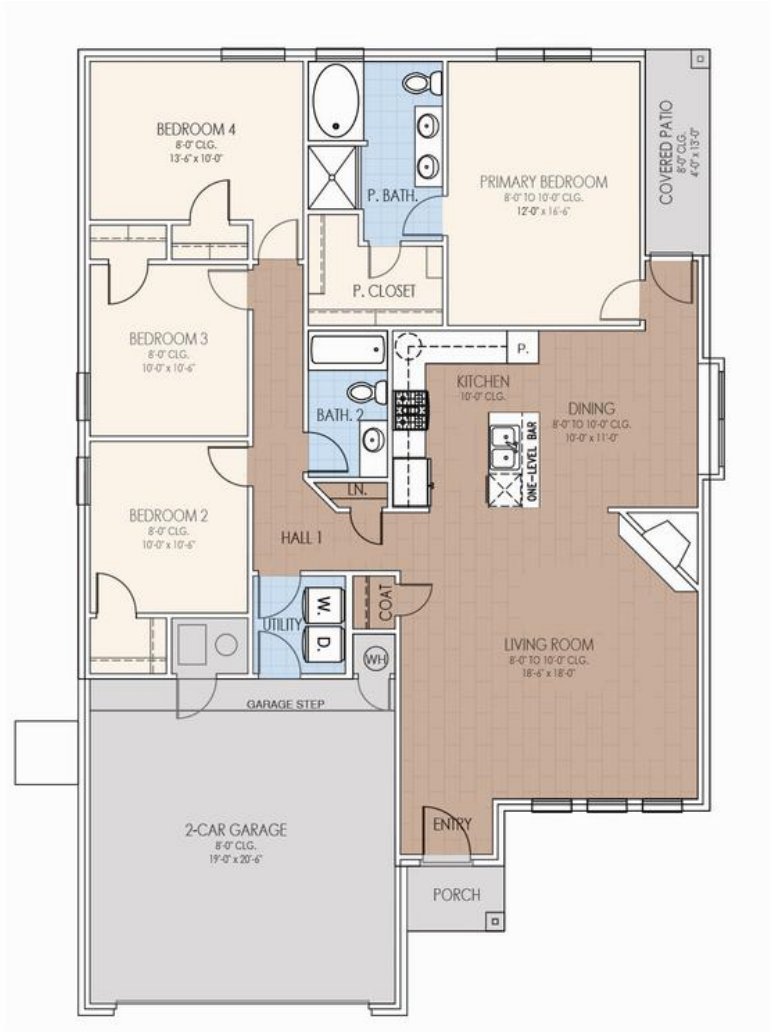 BEDROOM 4
8'-0" CLG.
13'-6" x 10'-0"
P. BATH.
PRIMARY BEDROOM
8'-0" TO 10'-0" CLG.
12'-0" x 16'-6"
COVERED PATIO
8'-0" CLG.
4'-0" x 13'-0"
P. CLOSET
BEDROOM 3
8'-0" CLG.
10'-0" x 10'-6"
BATH. 2
KITCHEN
10'-0" CLG.
P.
DINING
8'-0" TO 10'-0" CLG.
10'-0" x 11'-0"
ONE-LEVEL BAR
LN.
BEDROOM 2
8'-0" CLG.
10'-0" x 10'-6"
HALL 1
UTILITY
W.
D.
COAT
WH
LIVING ROOM
8'-0" TO 10'-0" CLG.
18'-6" x 18'-0"
GARAGE STEP
2-CAR GARAGE
8'-0" CLG.
19'-0" x 20'-6"
ENTRY
PORCH